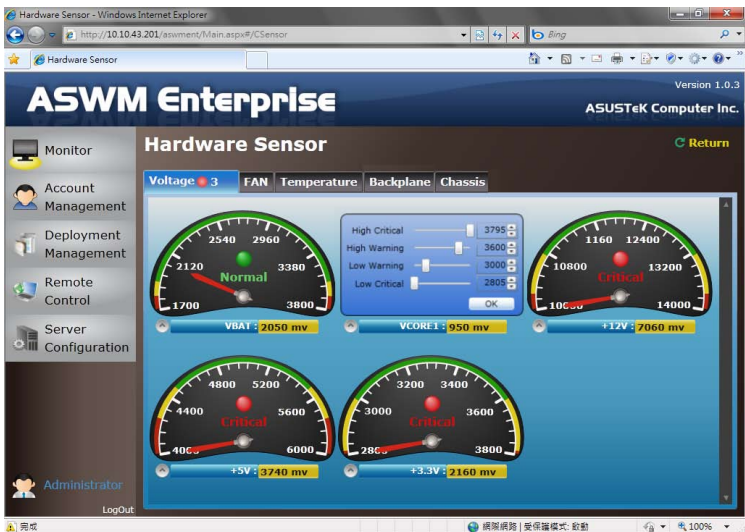 Hardware Sensor - Windows Internet Explorer
http://10.10.43.201/aswment/Main.aspx#/CSensor
Bing
Hardware Sensor
Version 1.0.3
ASWM Enterprise
ASUSTeK Computer Inc.
Monitor
Account Management
Deployment Management
Remote Control
Server Configuration
Administrator
LogOut
Hardware Sensor
Return
Voltage 3 FAN Temperature Backplane Chassis
2540 2960
2120 3380
Normal
1700 3800
VBAT : 2050 mv
High Critical 3795
High Warning 3600
Low Warning 3000
Low Critical 2805
OK
VCORE1 : 950 mv
1160 12400
10800 13200
Critical
14000
+12V : 7060 mv
4800 5200
4400 5600
Critical
6000
+5V : 3740 mv
3200 3400
3000 3600
Critical
3800
+3.3V : 2160 mv
完成
網際網路 | 受保護模式: 啟動
100%